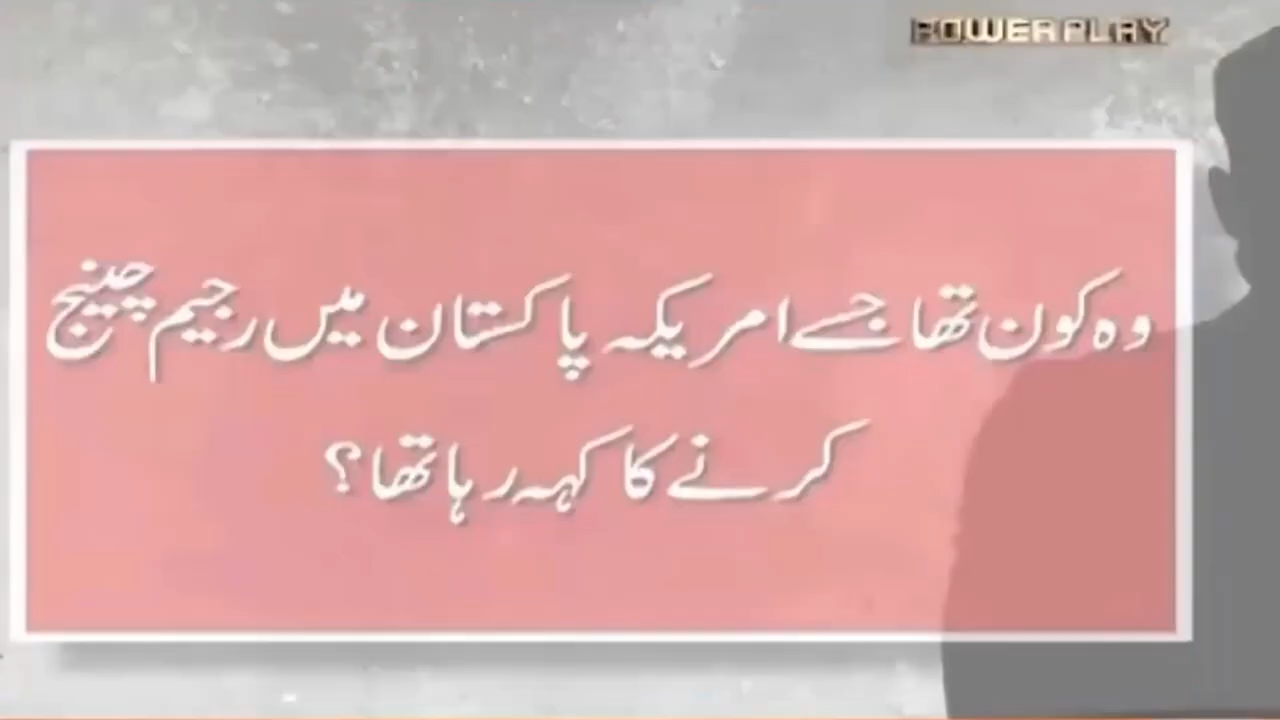 POWER PLAY
وہ کون تھا جسے امریکہ پاکستان میں رجیم چینج
کرنے کا کہہ رہا تھا؟